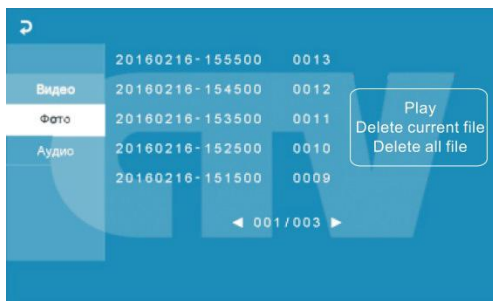 20160216-155500 0013
Видео 20160216-154500 0012
Фото 20160216-153500 0011
Аудио 20160216-152500 0010
20160216-151500 0009
Play
Delete current file
Delete all file
◀ 001/003 ▶
CTV